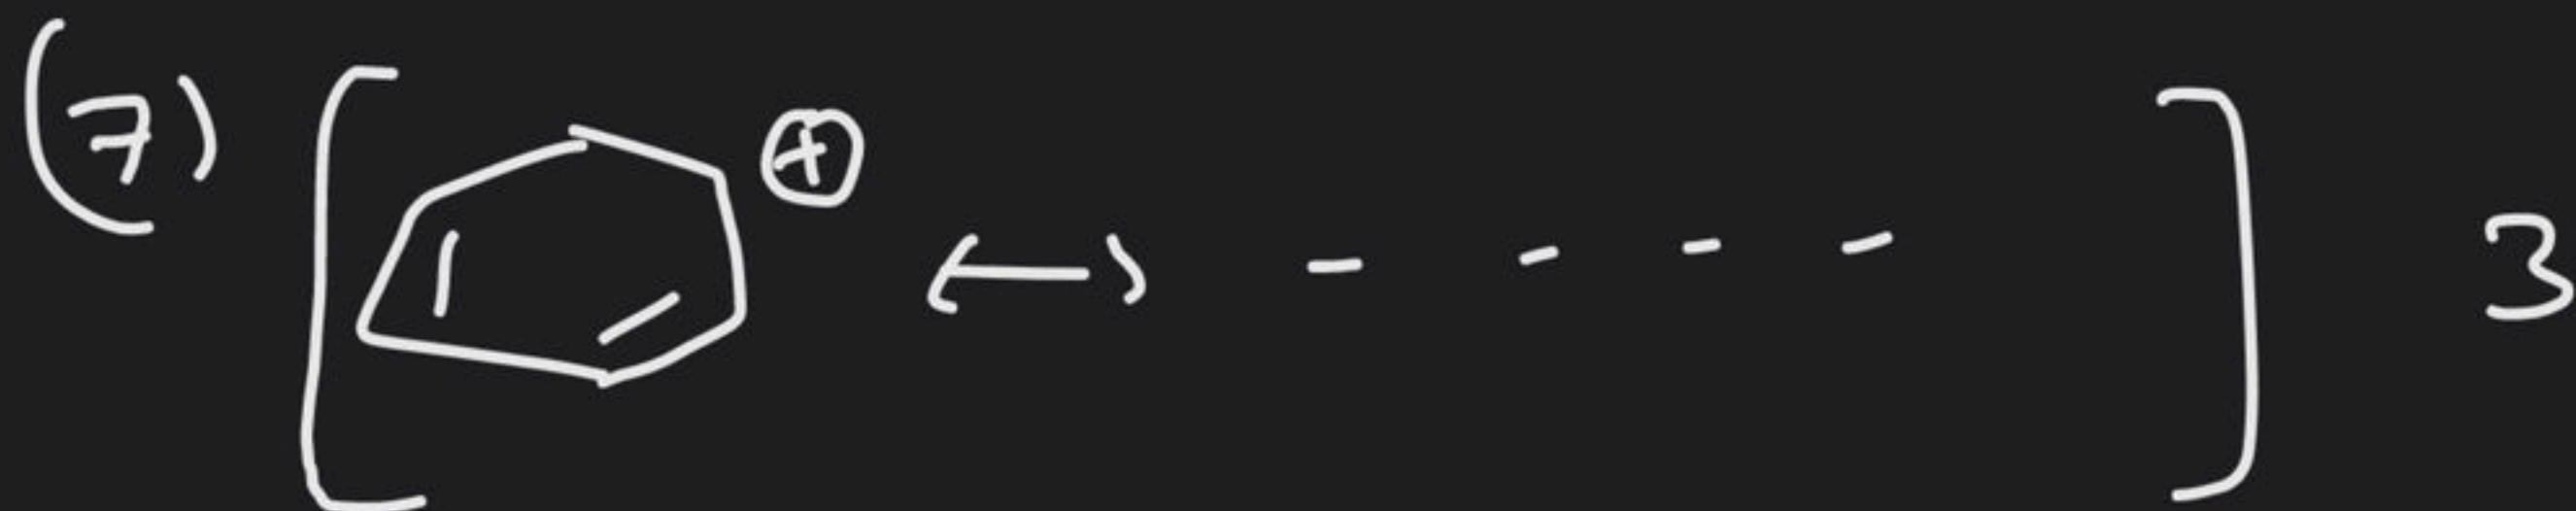 (7) [ ⊕ ↔ - - - - ] 3